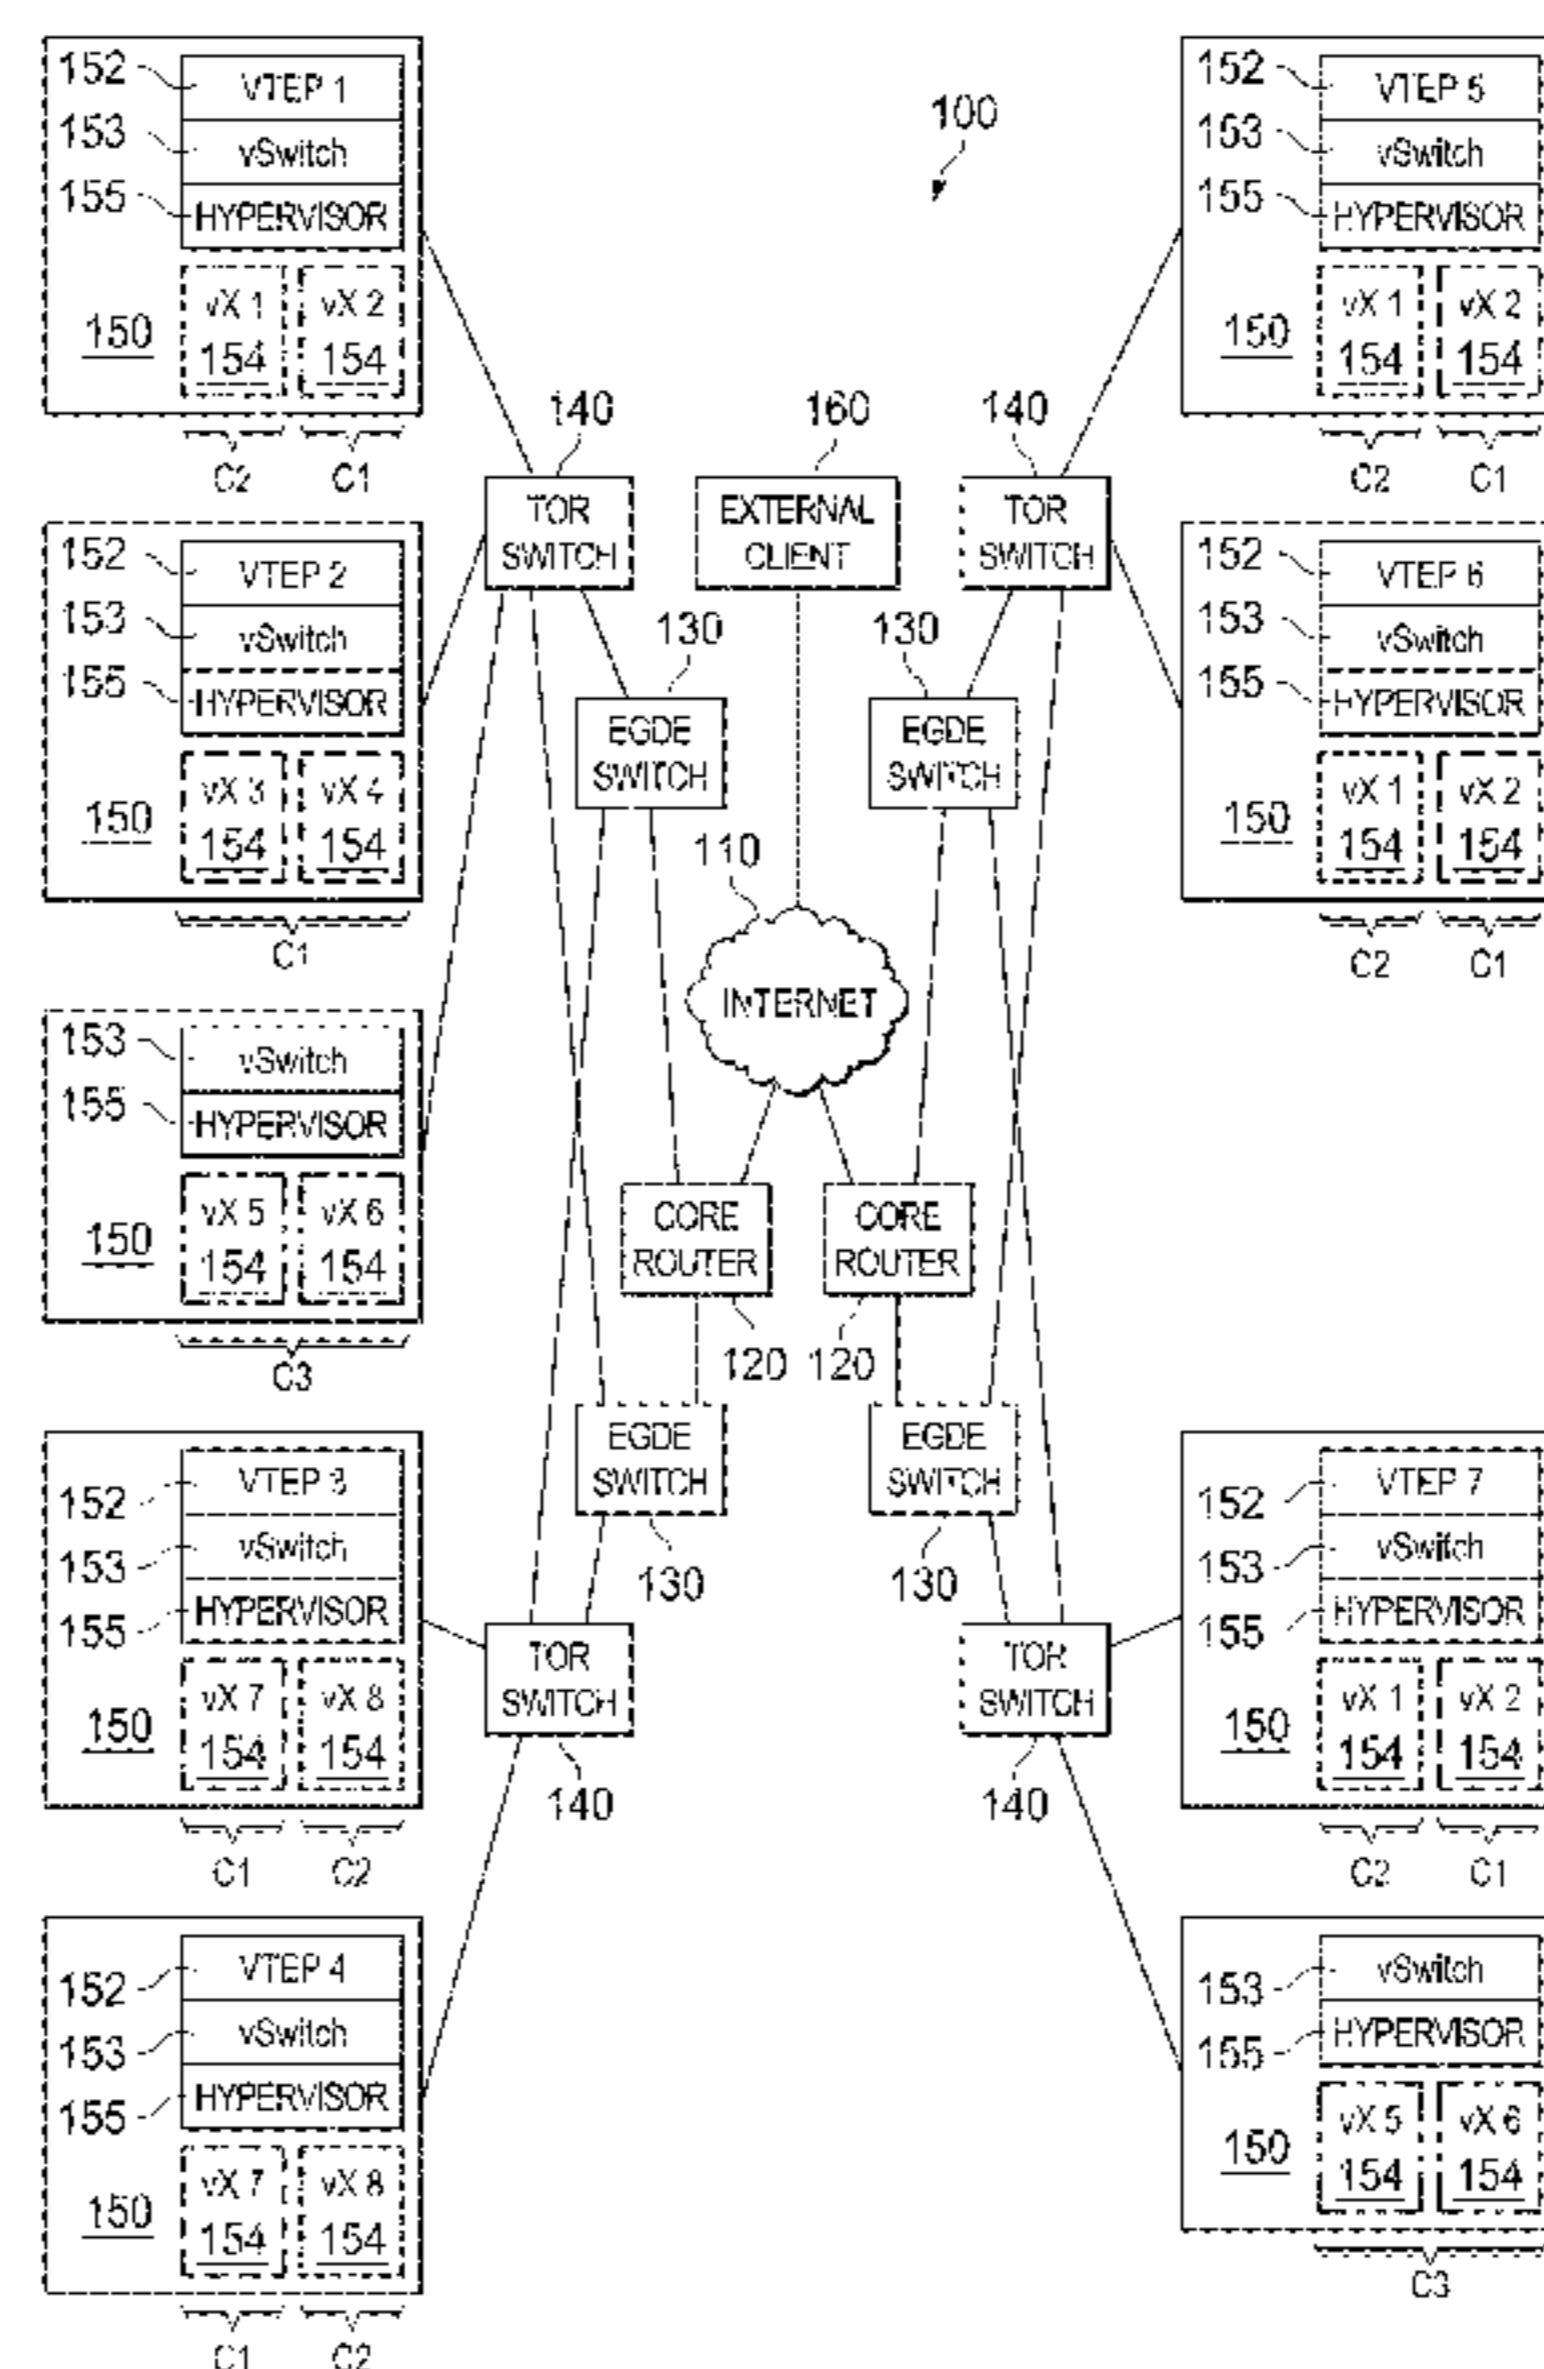 100
152 VTEP 1
153 vSwitch
155 HYPERVISOR
150
vX 1 154
vX 2 154
C2 C1
152 VTEP 2
153 vSwitch
155 HYPERVISOR
150
vX 3 154
vX 4 154
C1
153 vSwitch
155 HYPERVISOR
150
vX 5 154
vX 6 154
C3
152 VTEP 3
153 vSwitch
155 HYPERVISOR
150
vX 7 154
vX 8 154
C1 C2
152 VTEP 4
153 vSwitch
155 HYPERVISOR
150
vX 7 154
vX 8 154
C1 C2
140
TOR
SWITCH
160
EXTERNAL
CLIENT
140
TOR
SWITCH
130
EGDE
SWITCH
130
EGDE
SWITCH
110
INTERNET
CORE
ROUTER
120
CORE
ROUTER
120
EGDE
SWITCH
130
EGDE
SWITCH
130
TOR
SWITCH
140
TOR
SWITCH
140
152 VTEP 5
153 vSwitch
155 HYPERVISOR
150
vX 1 154
vX 2 154
C2 C1
152 VTEP 6
153 vSwitch
155 HYPERVISOR
150
vX 1 154
vX 2 154
C2 C1
152 VTEP 7
153 vSwitch
155 HYPERVISOR
150
vX 1 154
vX 2 154
C2 C1
153 vSwitch
155 HYPERVISOR
150
vX 5 154
vX 6 154
C3